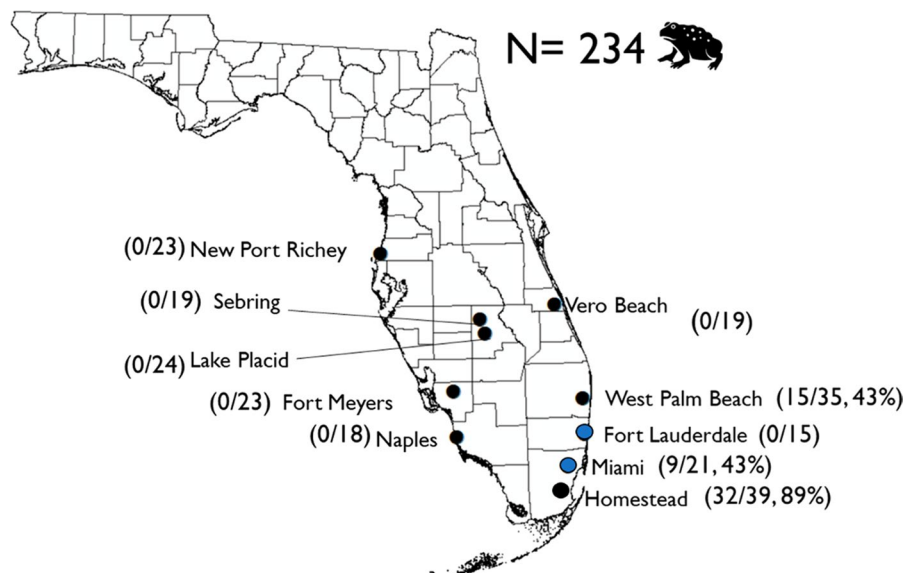 N= 234
(0/23) New Port Richey
(0/19) Sebring
(0/24) Lake Placid
(0/23) Fort Meyers
(0/18) Naples
Vero Beach (0/19)
West Palm Beach (15/35, 43%)
Fort Lauderdale (0/15)
Miami (9/21, 43%)
Homestead (32/39, 89%)